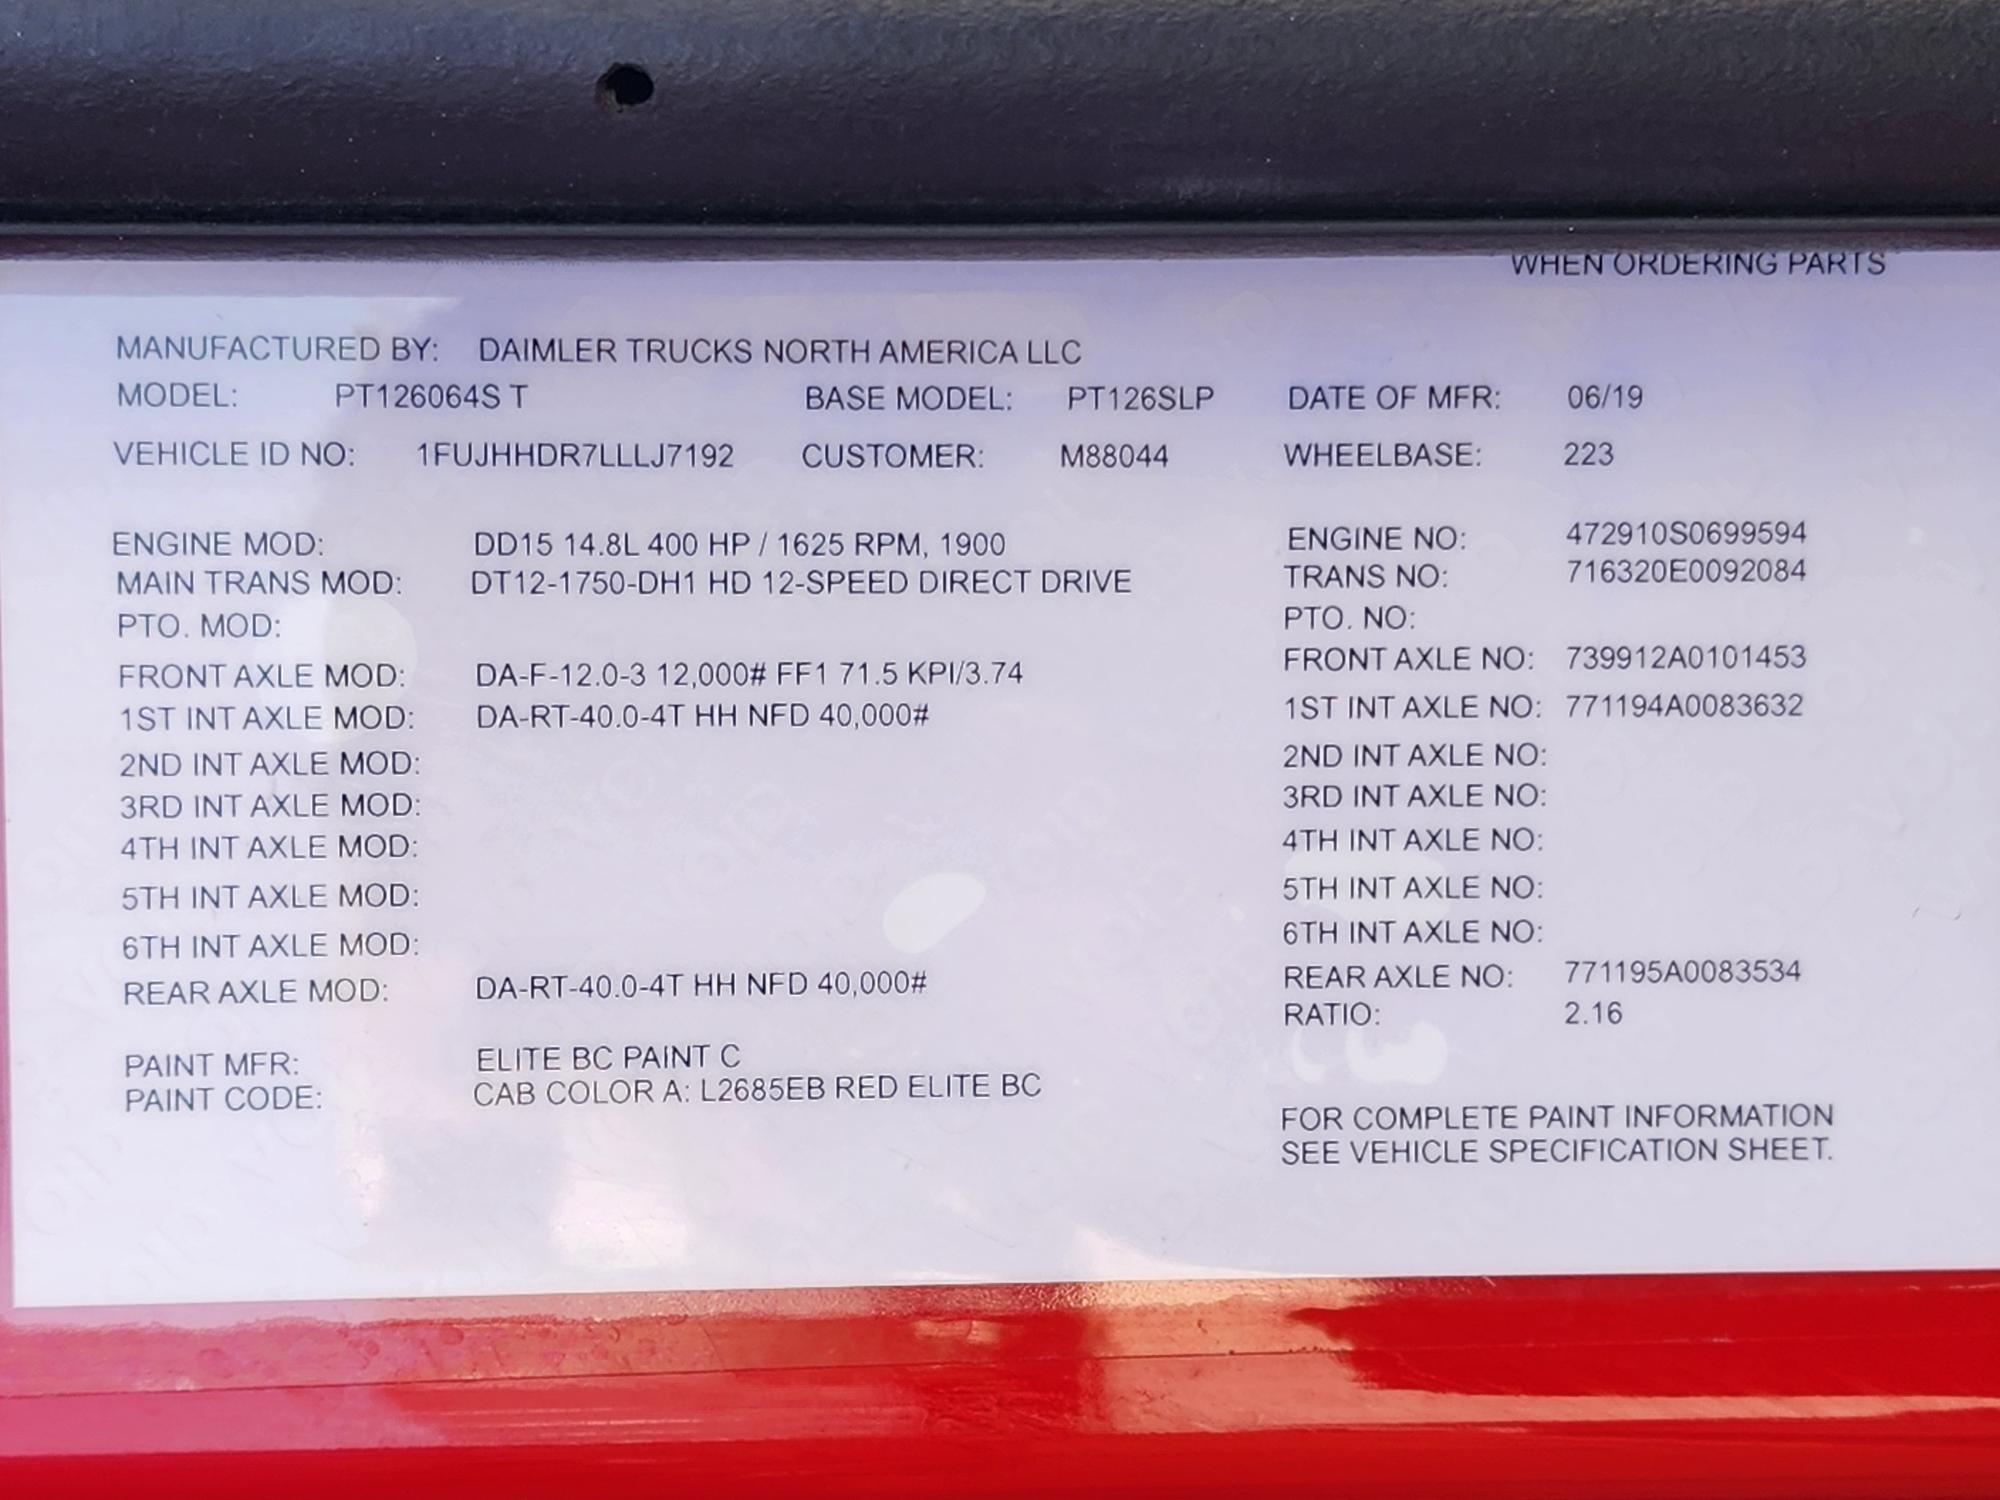 WHEN ORDERING PARTS
MANUFACTURED BY: DAIMLER TRUCKS NORTH AMERICA LLC
MODEL: PT126064S T BASE MODEL: PT126SLP DATE OF MFR: 06/19
VEHICLE ID NO: 1FUJHHDR7LLLJ7192 CUSTOMER: M88044 WHEELBASE: 223
ENGINE MOD: DD15 14.8L 400 HP / 1625 RPM, 1900 ENGINE NO: 472910S0699594
MAIN TRANS MOD: DT12-1750-DH1 HD 12-SPEED DIRECT DRIVE TRANS NO: 716320E0092084
PTO. MOD: PTO. NO:
FRONT AXLE MOD: DA-F-12.0-3 12,000# FF1 71.5 KPI/3.74 FRONT AXLE NO: 739912A0101453
1ST INT AXLE MOD: DA-RT-40.0-4T HH NFD 40,000# 1ST INT AXLE NO: 771194A0083632
2ND INT AXLE MOD: 2ND INT AXLE NO:
3RD INT AXLE MOD: 3RD INT AXLE NO:
4TH INT AXLE MOD: 4TH INT AXLE NO:
5TH INT AXLE MOD: 5TH INT AXLE NO:
6TH INT AXLE MOD: 6TH INT AXLE NO:
REAR AXLE MOD: DA-RT-40.0-4T HH NFD 40,000# REAR AXLE NO: 771195A0083534
RATIO: 2.16
PAINT MFR: ELITE BC PAINT C
PAINT CODE: CAB COLOR A: L2685EB RED ELITE BC
FOR COMPLETE PAINT INFORMATION
SEE VEHICLE SPECIFICATION SHEET.